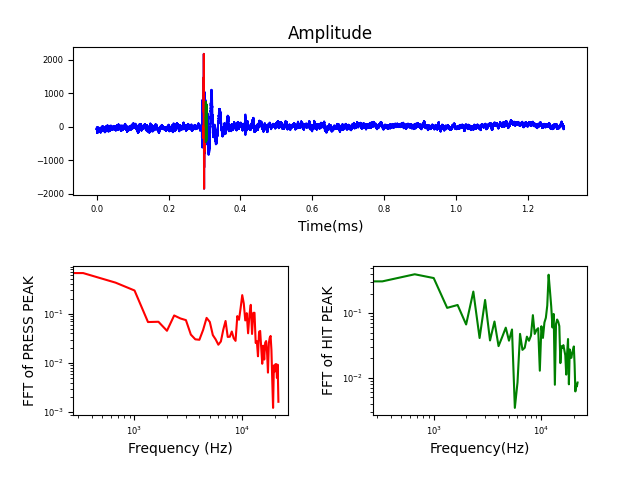 Amplitude
2000
1000
0
−1000
−2000
0.0 0.2 0.4 0.6 0.8 1.0 1.2
Time(ms)
FFT of PRESS PEAK
10⁻¹
10⁻²
10⁻³
10³ 10⁴
Frequency (Hz)
FFT of HIT PEAK
10⁻¹
10⁻²
10³ 10⁴
Frequency(Hz)